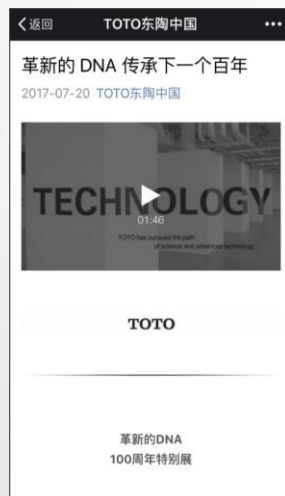 返回 TOTO东陶中国 •••
革新的 DNA 传承下一个百年
2017-07-20 TOTO东陶中国
TECHNOLOGY
01:46
TOTO has pursued the path
of science and advanced technology
TOTO
革新的DNA
100周年特别展